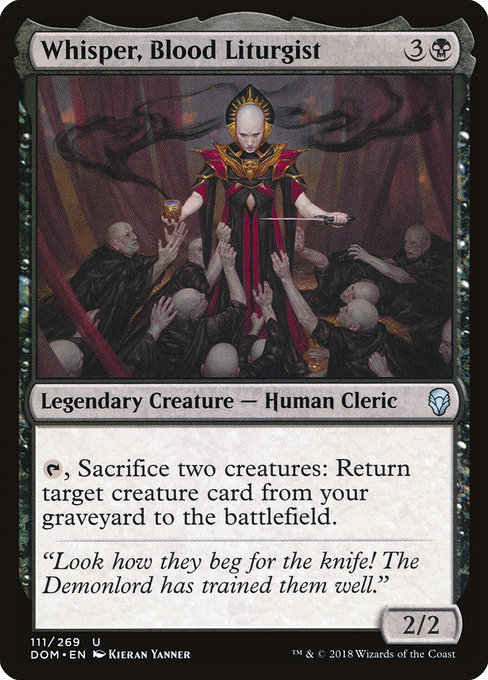 Whisper, Blood Liturgist 3
Legendary Creature — Human Cleric
, Sacrifice two creatures: Return
target creature card from your
graveyard to the battlefield.
“Look how they beg for the knife! The
Demonlord has trained them well.”
2/2
111/269 U
DOM • EN Kieran Yanner ™ & © 2018 Wizards of the Coast